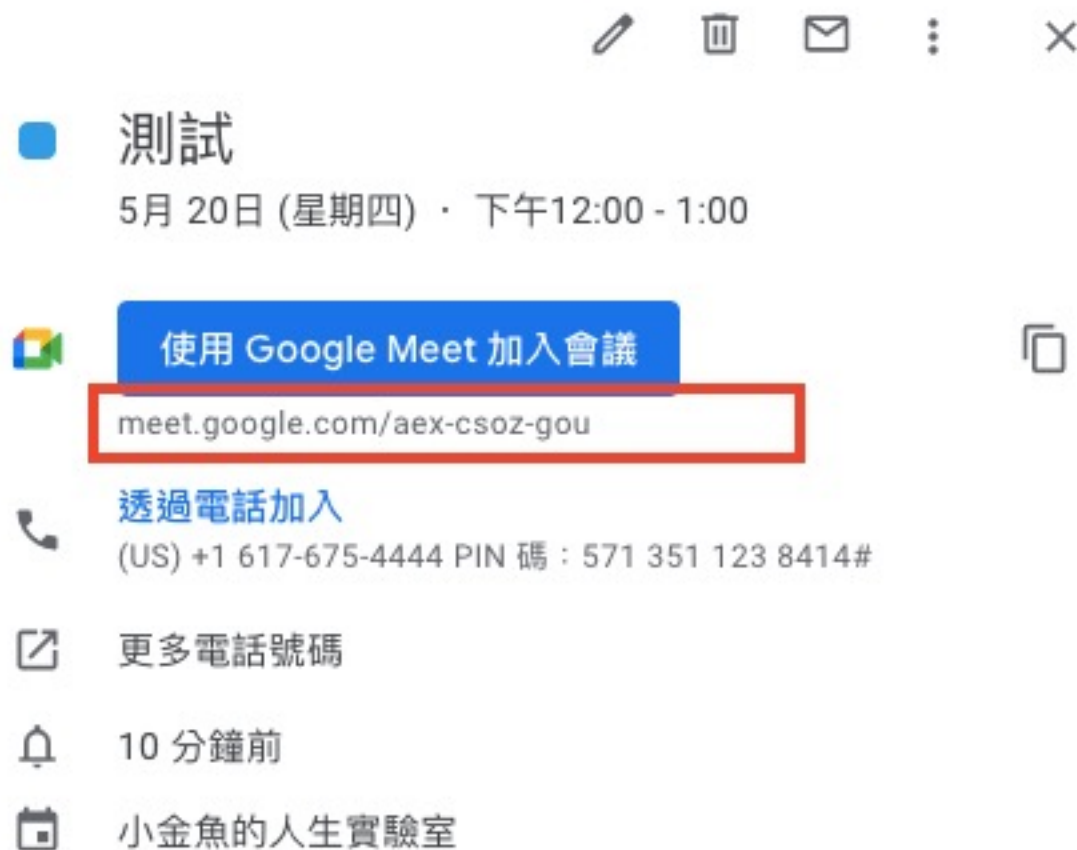 測試
5月 20日 (星期四) · 下午12:00 - 1:00
使用 Google Meet 加入會議
meet.google.com/aex-csoz-gou
透過電話加入
(US) +1 617-675-4444 PIN 碼：571 351 123 8414#
更多電話號碼
10 分鐘前
小金魚的人生實驗室